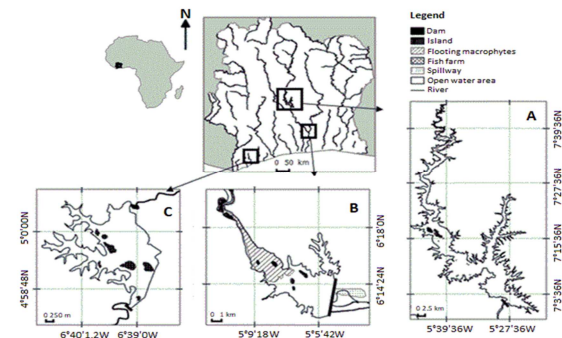 N
Legend
Dam
Island
Flooting macrophytes
Fish farm
Spillway
Open water area
River
0 50 km
A
7°39'36N
7°27'36N
7°15'36N
7°3'36N
0 2.5 km
5°39'36W 5°27'36W
C
5°0'0N
4°58'48N
0.250 m
6°40'1.2W 6°39'0W
B
6°18'0N
6°14'24N
0 1 km
5°9'18W 5°5'42W